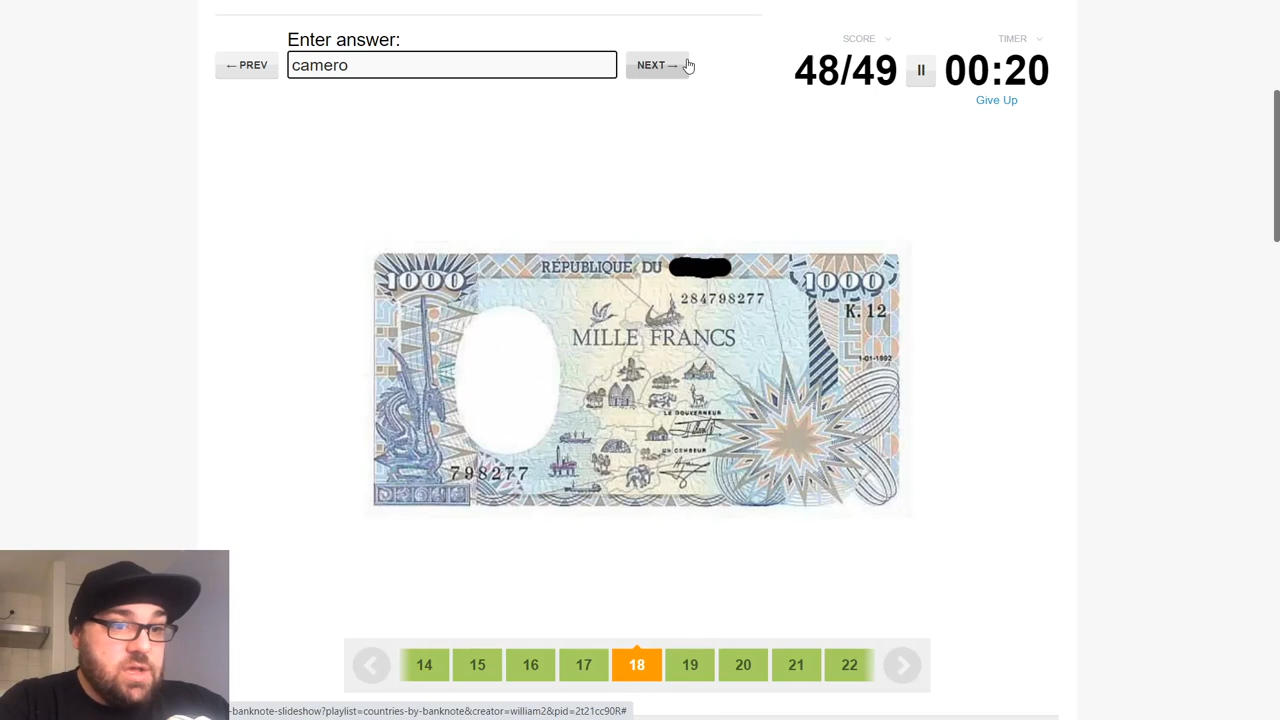 Enter answer:
← PREV
camero
NEXT →
SCORE
48/49
TIMER
00:20
Give Up
1000
RÉPUBLIQUE DU
1000
284798277
K.12
MILLE FRANCS
1-01-1992
LE GOUVERNEUR
UN CENSEUR
798277
14
15
16
17
18
19
20
21
22
-banknote-slideshow?playlist=countries-by-banknote&creator=william2&pid=2t21cc90R#